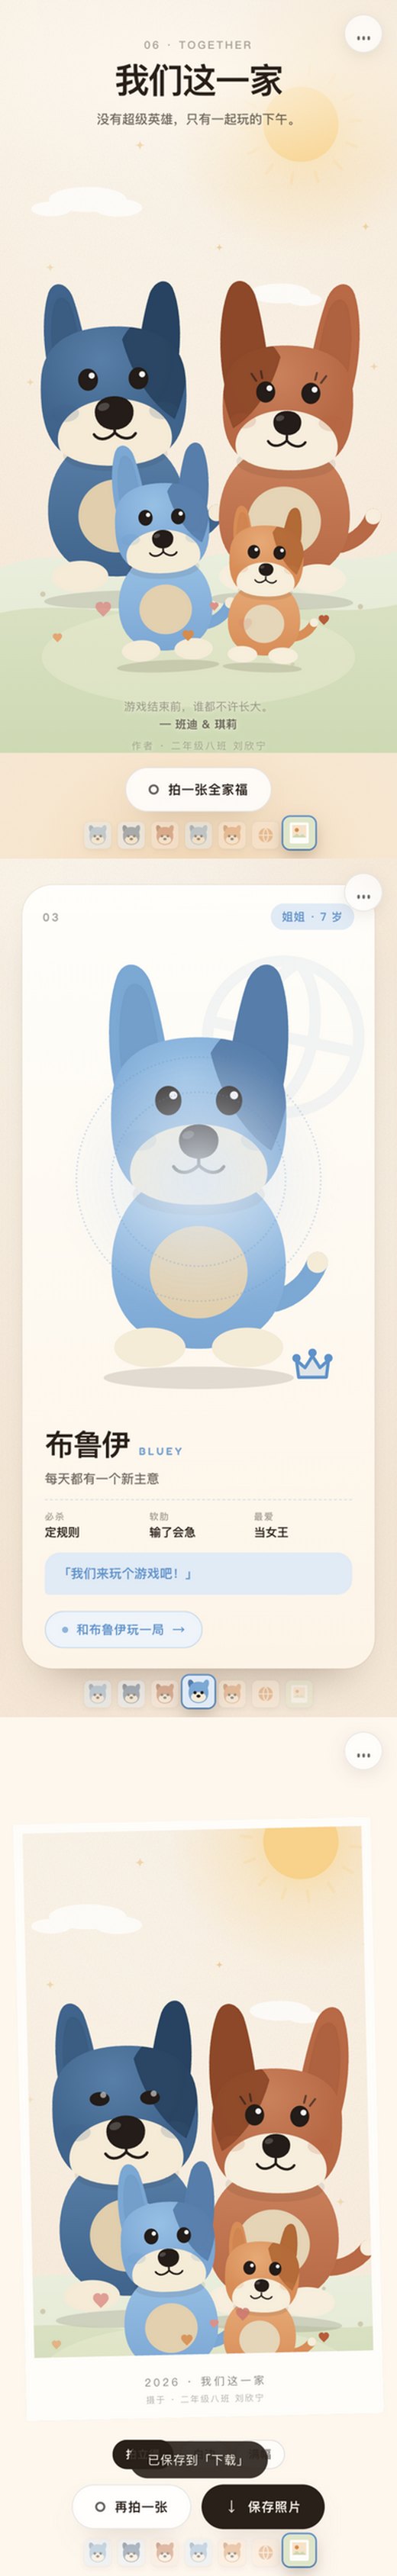 06 · TOGETHER
我们这一家
没有超级英雄，只有一起玩的下午。
游戏结束前，谁都不许长大。
— 班迪 & 琪莉
作者 · 二年级八班 刘欣宁
拍一张全家福
03
姐姐 · 7 岁
布鲁伊 BLUEY
每天都有一个新主意
必杀 软肋 最爱
定规则 输了会急 当女王
「我们来玩个游戏吧！」
和布鲁伊玩一局 →
2026 · 我们这一家
摄于 · 二年级八班 刘欣宁
已保存到「下载」
再拍一张
↓ 保存照片